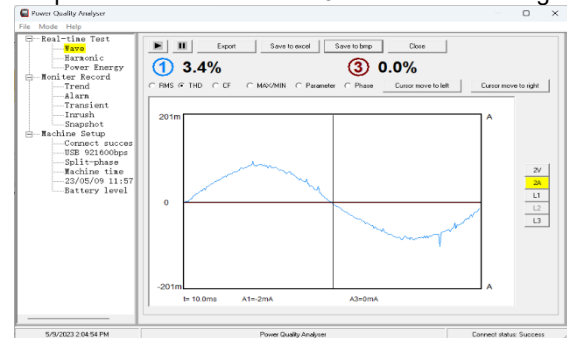 Power Quality Analyser
File Mode Help
Real-time Test
Wave
Harmonic
Power Energy
Moniter Record
Trend
Alarm
Transient
Inrush
Snapshot
Machine Setup
Connect succes
USB 921600bps
Split-phase
Machine time
23/05/09 11:57
Battery level
Export Save to excel Save to bmp Close
1 3.4% 3 0.0%
RMS THD CF MAX/MIN Parameter Phase Cursor move to left Cursor move to right
201m A
0
-201m A
t= 10.0ms A1=-2mA A3=0mA
2V
2A
L1
L2
L3
5/9/2023 2:04:54 PM Power Quality Analyser Connect status: Success